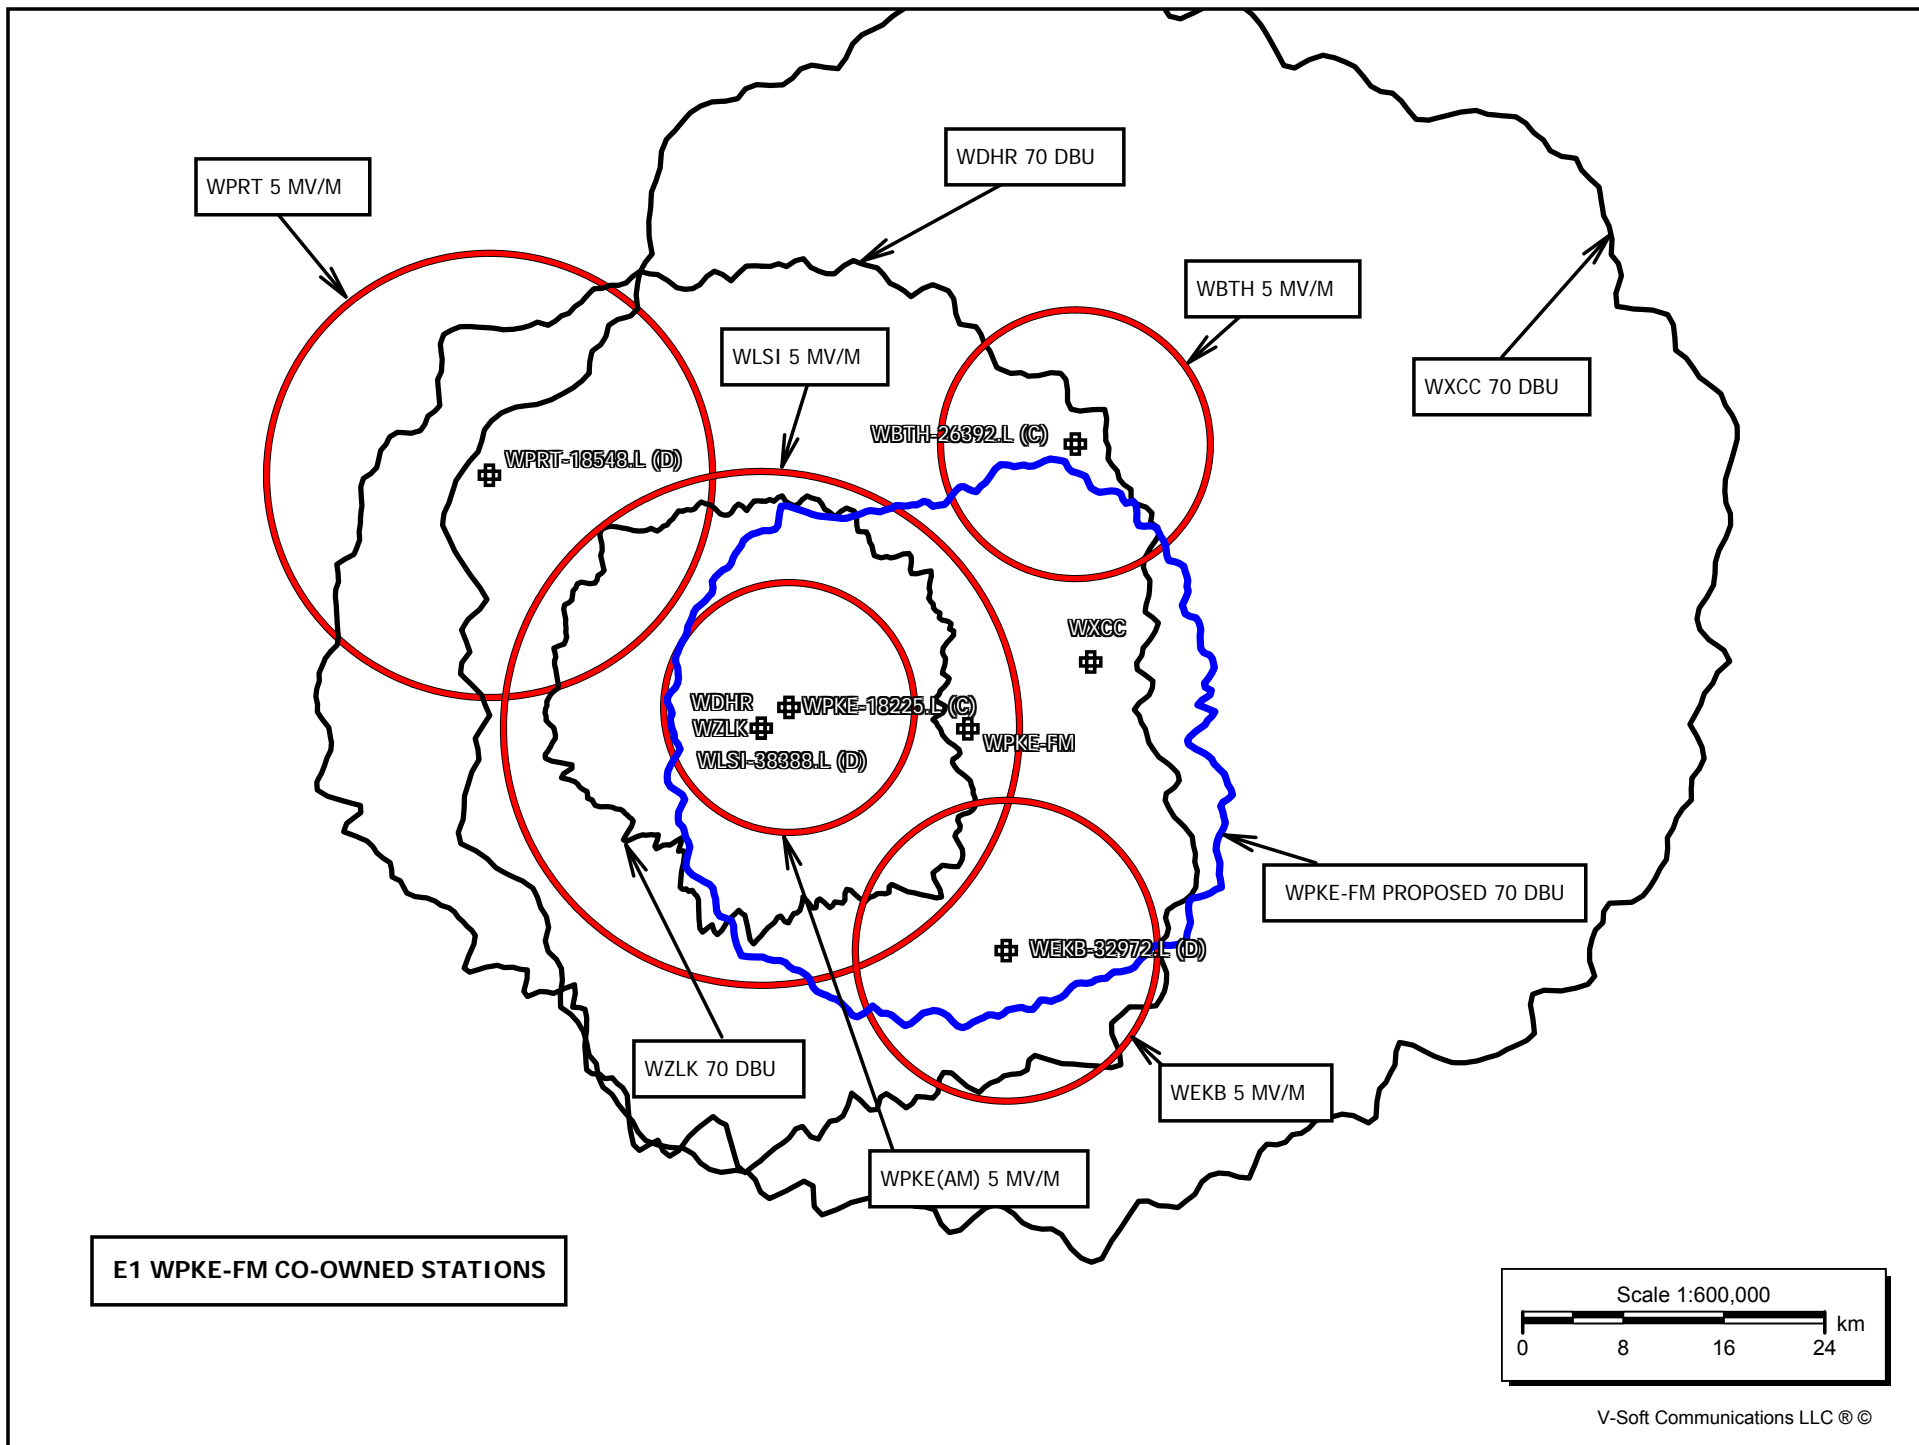 WDHR 70 DBU
WPRT 5 MV/M
WBTH 5 MV/M
WLSI 5 MV/M
WXCC 70 DBU
WBTH-26392.L (C)
WPRT-18548.L (D)
WXCC
WDHR
WPKE-18225.L (C)
WZLK
WPKE-FM
WLSI-38388.L (D)
WPKE-FM PROPOSED 70 DBU
WEKB-32972.L (D)
WZLK 70 DBU
WEKB 5 MV/M
WPKE(AM) 5 MV/M
E1 WPKE-FM CO-OWNED STATIONS
Scale 1:600,000
km
0 8 16 24
V-Soft Communications LLC ® ©